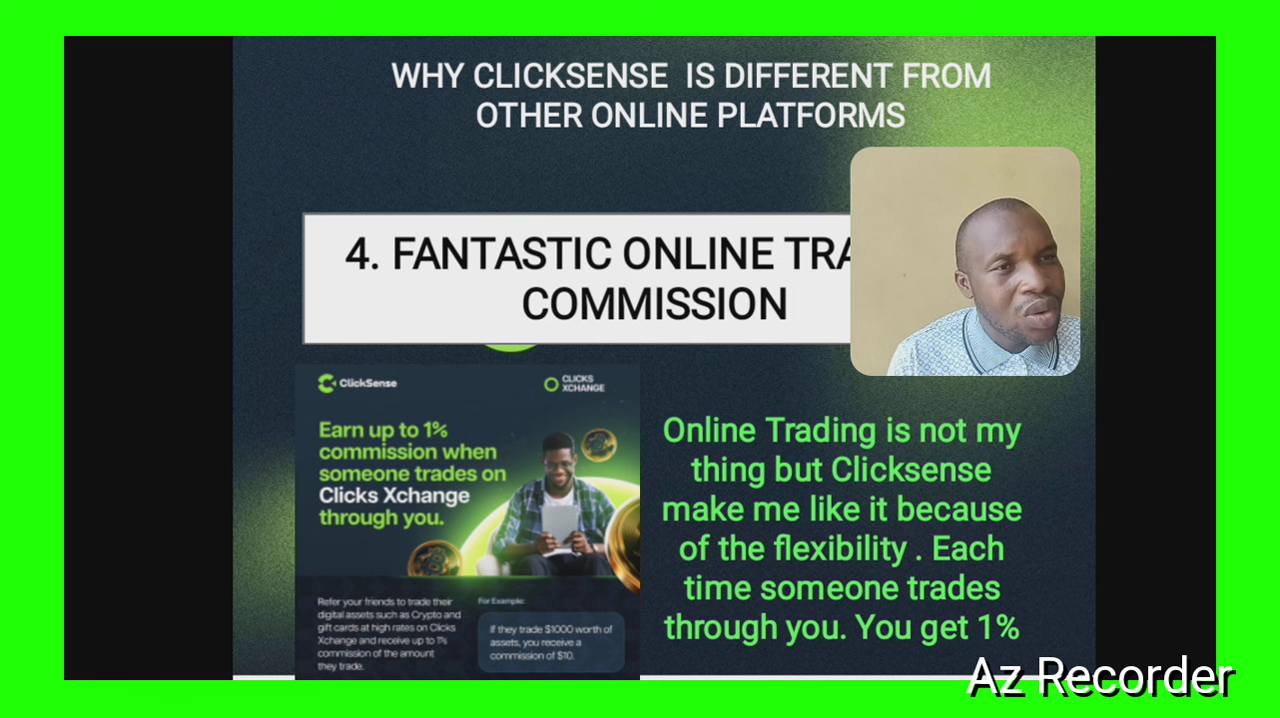 WHY CLICKSENSE IS DIFFERENT FROM
OTHER ONLINE PLATFORMS
4. FANTASTIC ONLINE TRA
COMMISSION
ClickSense
CLICKS
XCHANGE
Earn up to 1%
commission when
someone trades on
Clicks Xchange
through you.
Refer your friends to trade their
digital assets such as Crypto and
gift cards at high rates on Clicks
Xchange and receive up to 1%
commission of the amount
they trade.
For Example:
If they trade $1000 worth of
assets, you receive a
commission of $10.
Online Trading is not my
thing but Clicksense
make me like it because
of the flexibility . Each
time someone trades
through you. You get 1%
Az Recorder